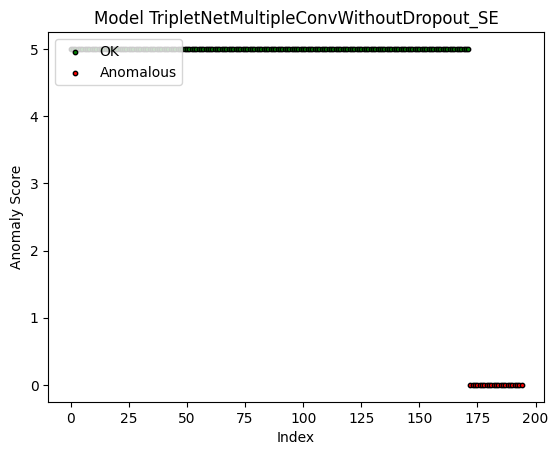 Model TripletNetMultipleConvWithoutDropout_SE
OK
Anomalous
Anomaly Score
5
4
3
2
1
0
0 25 50 75 100 125 150 175 200
Index